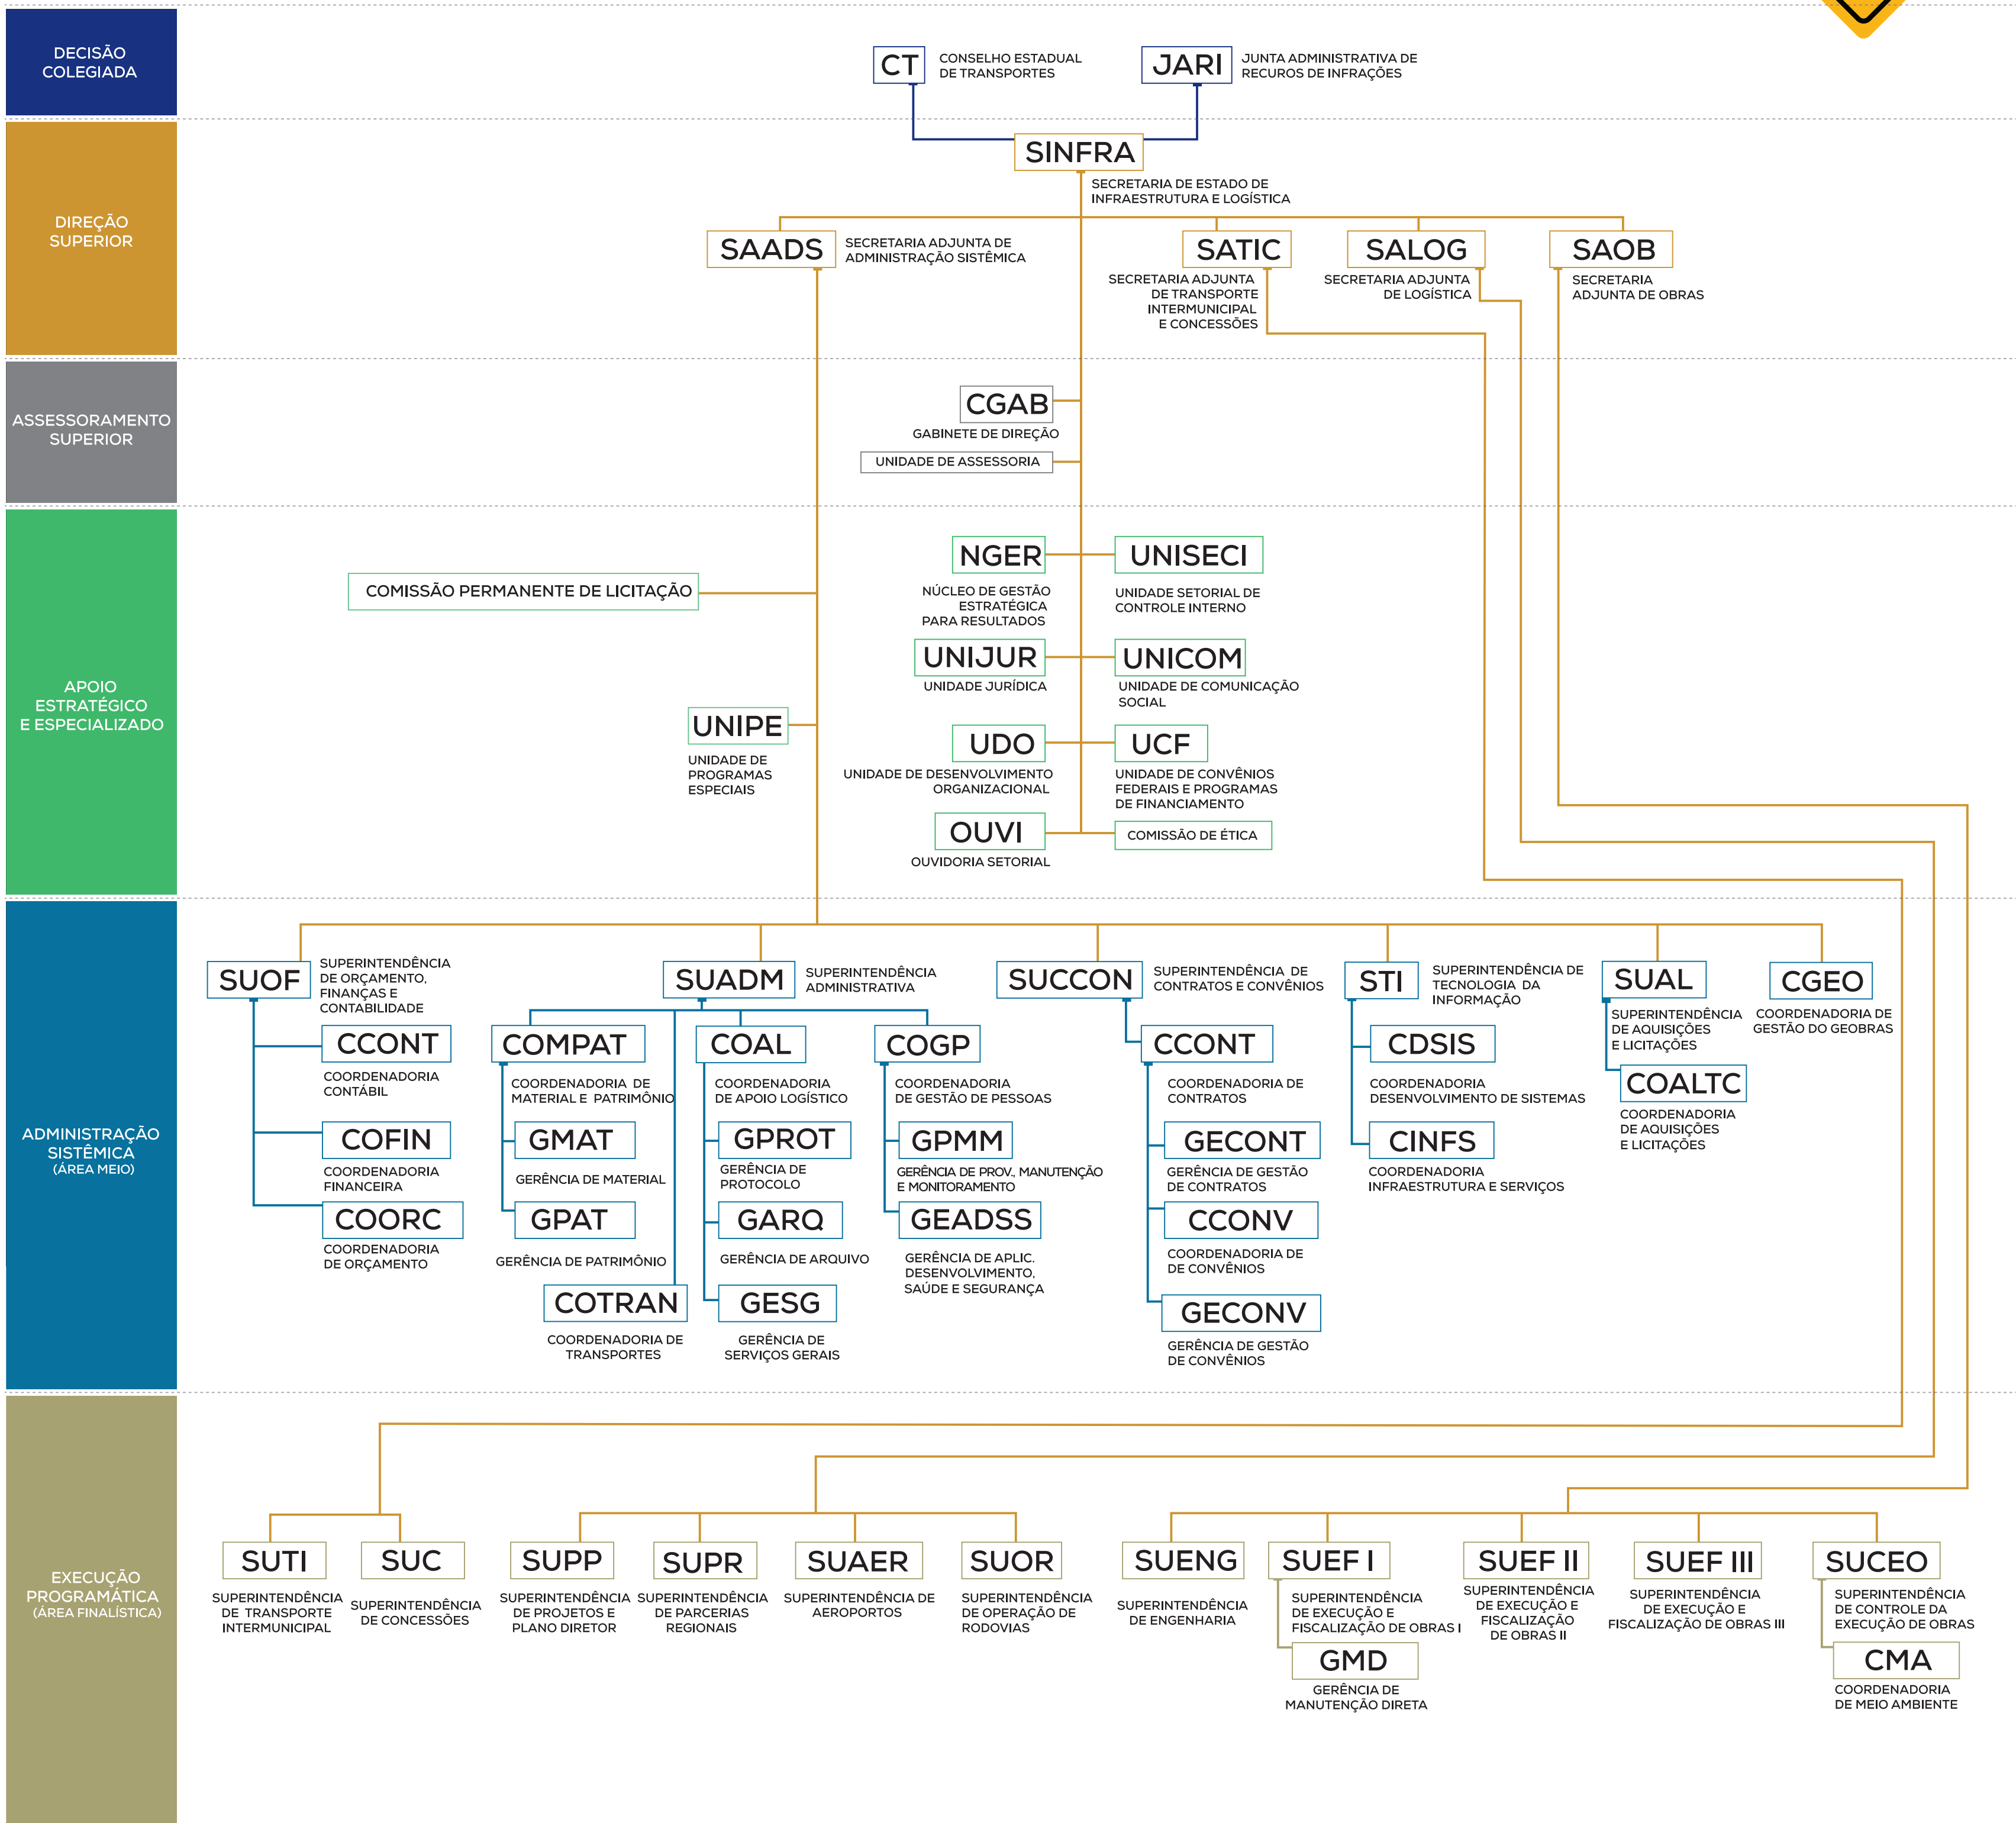 DECISÃO
COLEGIADA
CT
CONSELHO ESTADUAL
DE TRANSPORTES
JARI
JUNTA ADMINISTRATIVA DE
RECUROS DE INFRAÇÕES
DIREÇÃO
SUPERIOR
SINFRA
SECRETARIA DE ESTADO DE
INFRAESTRUTURA E LOGÍSTICA
SAADS
SECRETARIA ADJUNTA DE
ADMINISTRAÇÃO SISTÊMICA
SATIC
SECRETARIA ADJUNTA
DE TRANSPORTE
INTERMUNICIPAL
E CONCESSÕES
SALOG
SECRETARIA ADJUNTA
DE LOGÍSTICA
SAOB
SECRETARIA
ADJUNTA DE OBRAS
ASSESSORAMENTO
SUPERIOR
CGAB
GABINETE DE DIREÇÃO
UNIDADE DE ASSESSORIA
APOIO
ESTRATÉGICO
E ESPECIALIZADO
COMISSÃO PERMANENTE DE LICITAÇÃO
UNIPE
UNIDADE DE
PROGRAMAS
ESPECIAIS
NGER
NÚCLEO DE GESTÃO
ESTRATÉGICA
PARA RESULTADOS
UNISECI
UNIDADE SETORIAL DE
CONTROLE INTERNO
UNIJUR
UNIDADE JURÍDICA
UNICOM
UNIDADE DE COMUNICAÇÃO
SOCIAL
UDO
UNIDADE DE DESENVOLVIMENTO
ORGANIZACIONAL
UCF
UNIDADE DE CONVÊNIOS
FEDERAIS E PROGRAMAS
DE FINANCIAMENTO
OUVI
OUVIDORIA SETORIAL
COMISSÃO DE ÉTICA
ADMINISTRAÇÃO
SISTÊMICA
(ÁREA MEIO)
SUOF
SUPERINTENDÊNCIA
DE ORÇAMENTO,
FINANÇAS E
CONTABILIDADE
CCONT
COORDENADORIA
CONTÁBIL
COFIN
COORDENADORIA
FINANCEIRA
COORC
COORDENADORIA
DE ORÇAMENTO
SUADM
SUPERINTENDÊNCIA
ADMINISTRATIVA
COMPAT
COORDENADORIA DE
MATERIAL E PATRIMÔNIO
GMAT
GERÊNCIA DE MATERIAL
GPAT
GERÊNCIA DE PATRIMÔNIO
COTRAN
COORDENADORIA DE
TRANSPORTES
COAL
COORDENADORIA
DE APOIO LOGÍSTICO
GPROT
GERÊNCIA DE
PROTOCOLO
GARQ
GERÊNCIA DE ARQUIVO
GESG
GERÊNCIA DE
SERVIÇOS GERAIS
COGP
COORDENADORIA
DE GESTÃO DE PESSOAS
GPMM
GERÊNCIA DE PROV., MANUTENÇÃO
E MONITORAMENTO
GEADSS
GERÊNCIA DE APLIC.
DESENVOLVIMENTO,
SAÚDE E SEGURANÇA
SUCCON
SUPERINTENDÊNCIA DE
CONTRATOS E CONVÊNIOS
CCONT
COORDENADORIA DE
CONTRATOS
GECONT
GERÊNCIA DE GESTÃO
DE CONTRATOS
CCONV
COORDENADORIA DE
DE CONVÊNIOS
GECONV
GERÊNCIA DE GESTÃO
DE CONVÊNIOS
STI
SUPERINTENDÊNCIA DE
TECNOLOGIA DA
INFORMAÇÃO
CDSIS
COORDENADORIA
DESENVOLVIMENTO DE SISTEMAS
CINFS
COORDENADORIA
INFRAESTRUTURA E SERVIÇOS
SUAL
SUPERINTENDÊNCIA
DE AQUISIÇÕES
E LICITAÇÕES
COALTC
COORDENADORIA
DE AQUISIÇÕES
E LICITAÇÕES
CGEO
COORDENADORIA DE
GESTÃO DO GEOBRAS
EXECUÇÃO
PROGRAMÁTICA
(ÁREA FINALÍSTICA)
SUTI
SUPERINTENDÊNCIA
DE TRANSPORTE
INTERMUNICIPAL
SUC
SUPERINTENDÊNCIA
DE CONCESSÕES
SUPP
SUPERINTENDÊNCIA
DE PROJETOS E
PLANO DIRETOR
SUPR
SUPERINTENDÊNCIA
DE PARCERIAS
REGIONAIS
SUAER
SUPERINTENDÊNCIA DE
AEROPORTOS
SUOR
SUPERINTENDÊNCIA
DE OPERAÇÃO DE
RODOVIAS
SUENG
SUPERINTENDÊNCIA
DE ENGENHARIA
SUEF I
SUPERINTENDÊNCIA
DE EXECUÇÃO E
FISCALIZAÇÃO DE OBRAS I
GMD
GERÊNCIA DE
MANUTENÇÃO DIRETA
SUEF II
SUPERINTENDÊNCIA
DE EXECUÇÃO E
FISCALIZAÇÃO
DE OBRAS II
SUEF III
SUPERINTENDÊNCIA
DE EXECUÇÃO E
FISCALIZAÇÃO DE OBRAS III
SUCEO
SUPERINTENDÊNCIA
DE CONTROLE DA
EXECUÇÃO DE OBRAS
CMA
COORDENADORIA
DE MEIO AMBIENTE